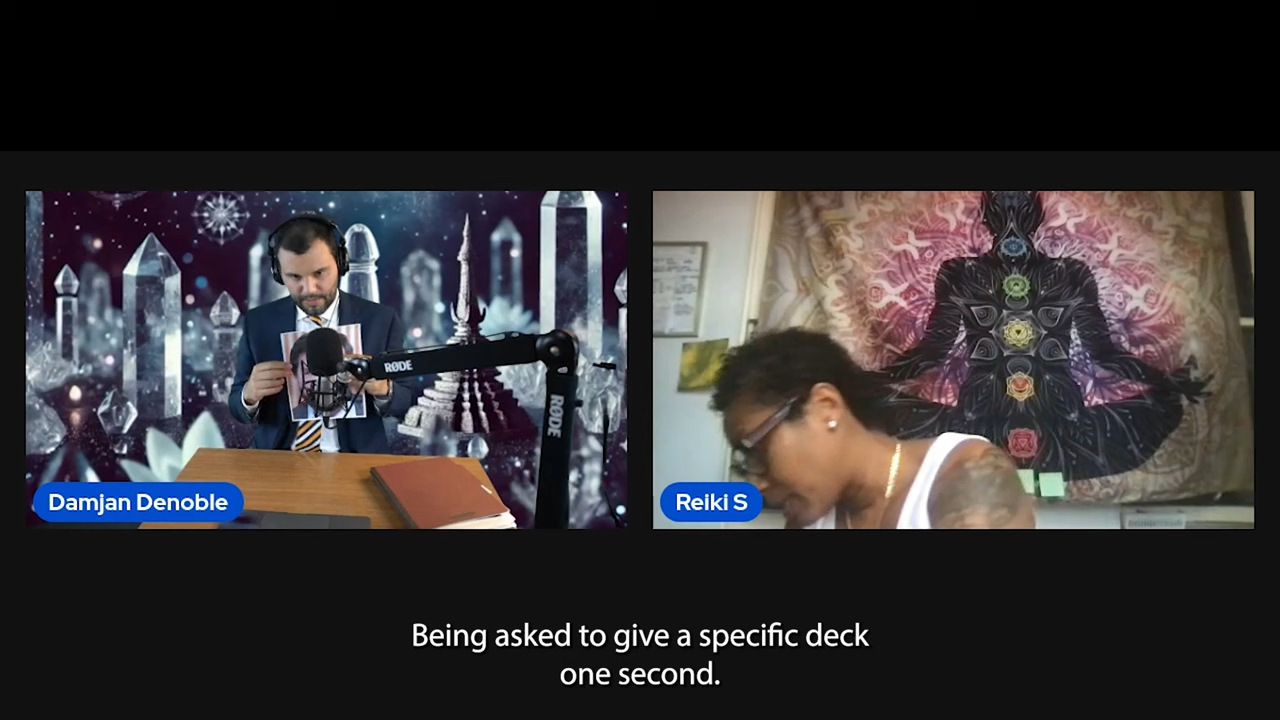 RØDE
RØDE
Damjan Denoble
Reiki S
Being asked to give a specific deck
one second.